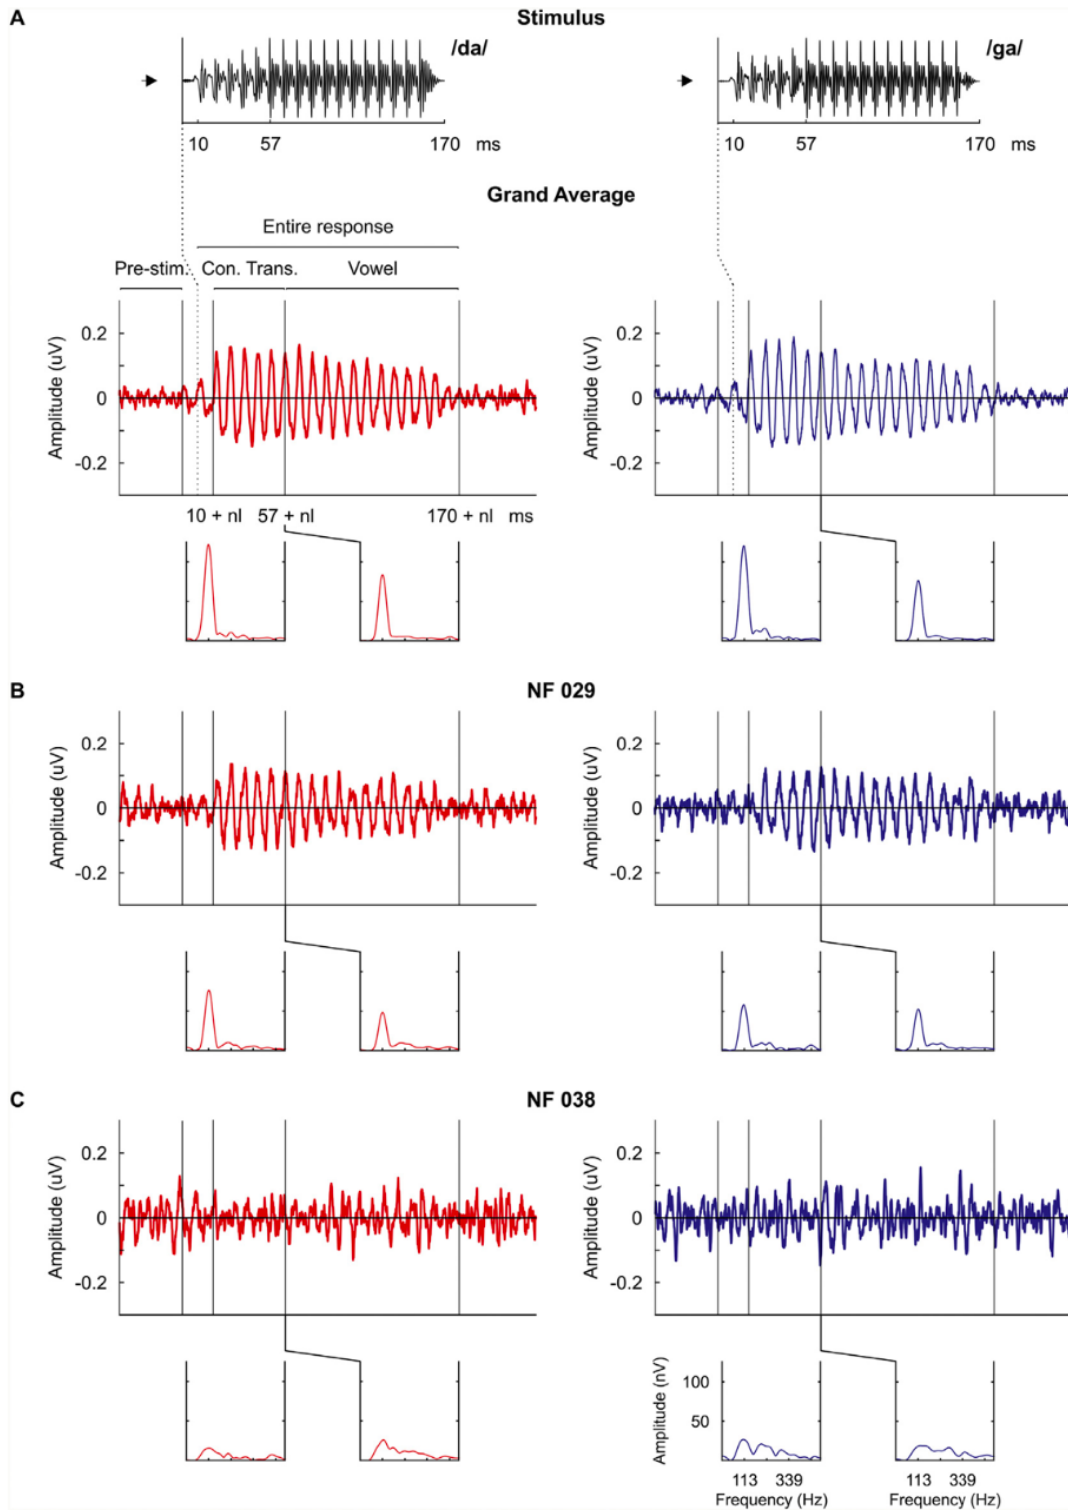 A
Stimulus
/da/
/ga/
10 57 170 ms
10 57 170 ms
Grand Average
Entire response
Pre-stim. Con. Trans. Vowel
Amplitude (uV)
0.2
0
-0.2
Amplitude (uV)
0.2
0
-0.2
10 + nl 57 + nl 170 + nl ms
B
NF 029
Amplitude (uV)
0.2
0
-0.2
Amplitude (uV)
0.2
0
-0.2
C
NF 038
Amplitude (uV)
0.2
0
-0.2
Amplitude (uV)
0.2
0
-0.2
Amplitude (nV)
100
50
113 339
Frequency (Hz)
113 339
Frequency (Hz)